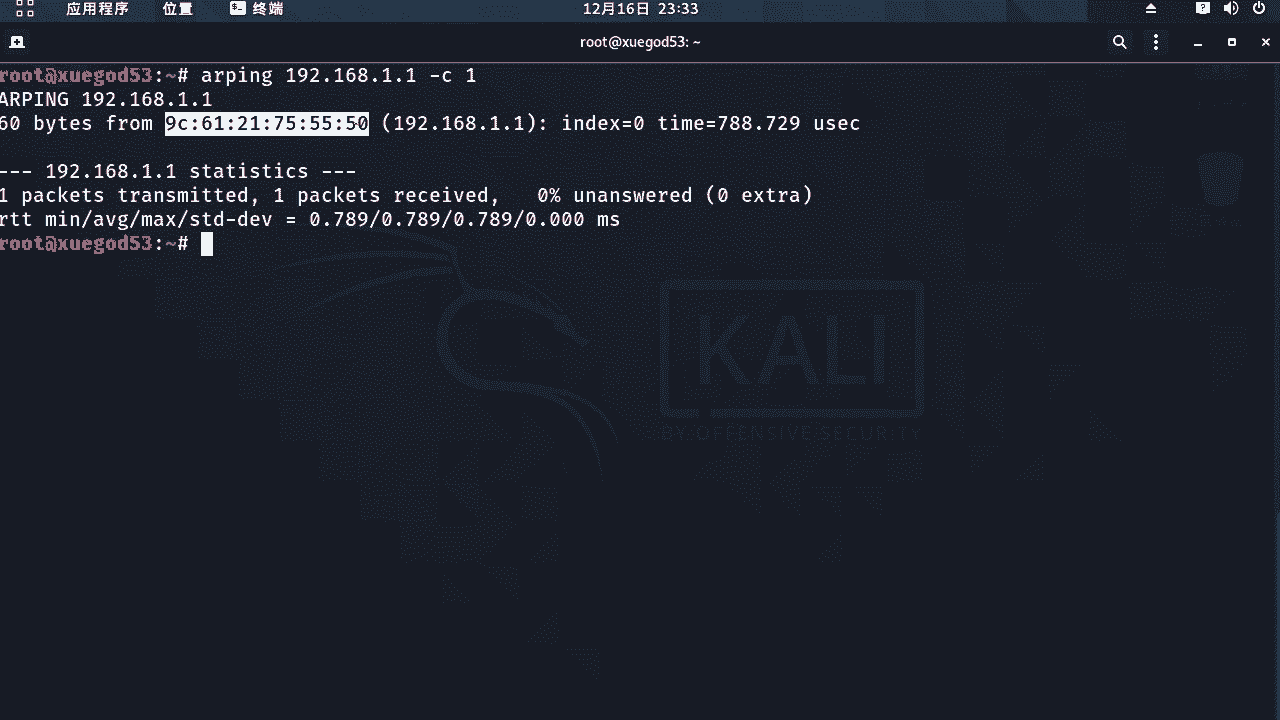 应用程序 位置 终端 12月16日 23:33
root@xuegod53: ~
root@xuegod53:~# arping 192.168.1.1 -c 1
ARPING 192.168.1.1
60 bytes from 9c:61:21:75:55:50 (192.168.1.1): index=0 time=788.729 usec
--- 192.168.1.1 statistics ---
1 packets transmitted, 1 packets received,   0% unanswered (0 extra)
rtt min/avg/max/std-dev = 0.789/0.789/0.789/0.000 ms
root@xuegod53:~#
KALI
BY OFFENSIVE SECURITY